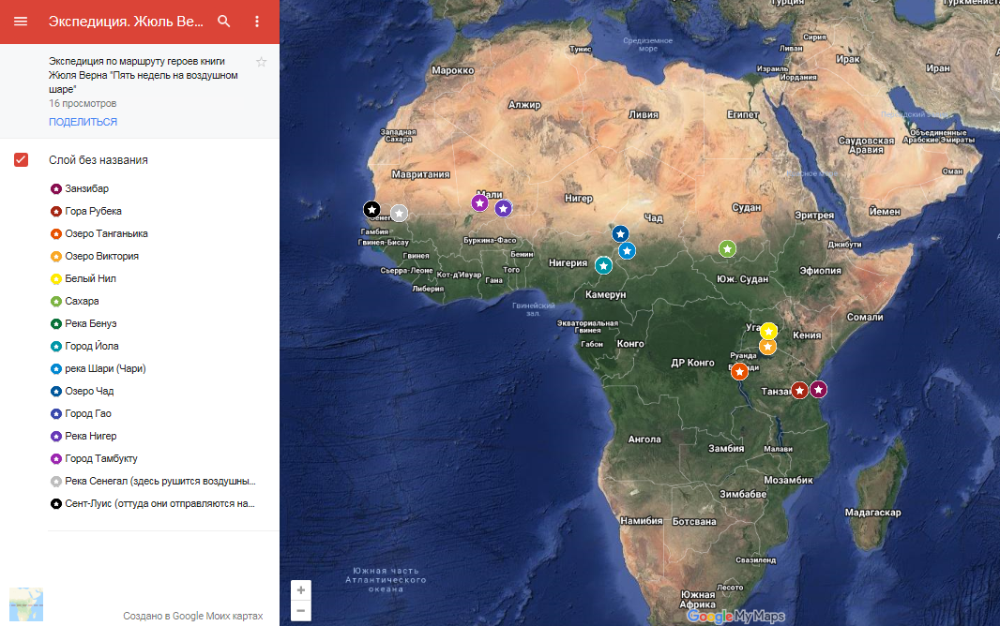 Экспедиция. Жюль Ве...
Экспедиция по маршруту героев книги
Жюля Верна "Пять недель на воздушном
шаре"
16 просмотров
ПОДЕЛИТЬСЯ
Слой без названия
Занзибар
Гора Рубека
Озеро Танганьика
Озеро Виктория
Белый Нил
Сахара
Река Бенуэ
Город Йола
река Шари (Чари)
Озеро Чад
Город Гао
Река Нигер
Город Тамбукту
Река Сенегал (здесь рушится воздушны...
Сент-Луис (оттуда они отправляются на...
Создано в Google Моих картах
Турция
Туркменистан
Тунис
Средиземное
море
Сирия
Ливан
Ирак
Иран
Израиль
Иордания
Марокко
Алжир
Ливия
Египет
Персидский
Объединенные
Арабские Эмираты
Саудовская
Аравия
Западная
Сахара
Мавритания
Мали
Нигер
Чад
Судан
Эритрея
Йемен
Оман
Гамбия
Гвинея-Бисау
Гвинея
Сьерра-Леоне
Либерия
Кот-д'Ивуар
Буркина-Фасо
Гана
Того
Бенин
Нигерия
Камерун
Джибути
Эфиопия
Юж. Судан
Сомали
Гвинейский
зал.
Экваториальная
Гвинея
Габон
Конго
ДР Конго
Уга
Кения
Руанда
Танза
Ангола
Замбия
Малави
Мозамбик
Зимбабве
Мадагаскар
Намибия
Ботсвана
Свазиленд
Лесото
Южная
Африка
Южная часть
Атлантического
океана
+
−
Google My Maps